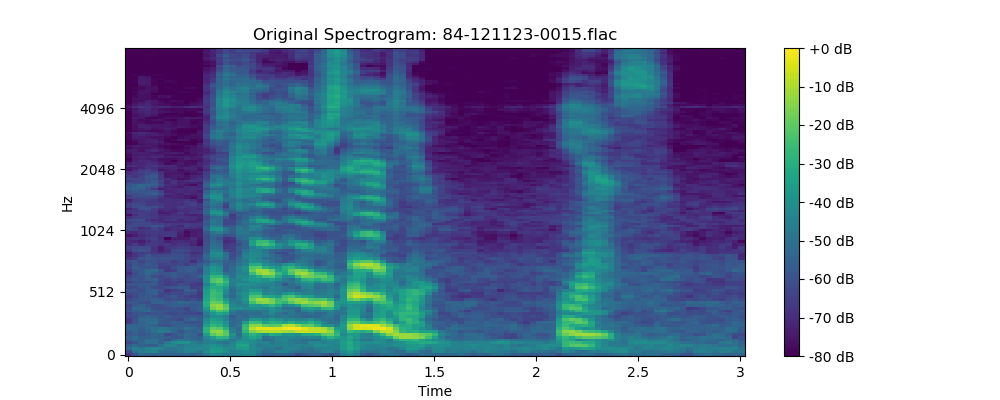 Original Spectrogram: 84-121123-0015.flac
Hz
4096
2048
1024
512
0
0
0.5
1
1.5
2
2.5
3
Time
+0 dB
-10 dB
-20 dB
-30 dB
-40 dB
-50 dB
-60 dB
-70 dB
-80 dB